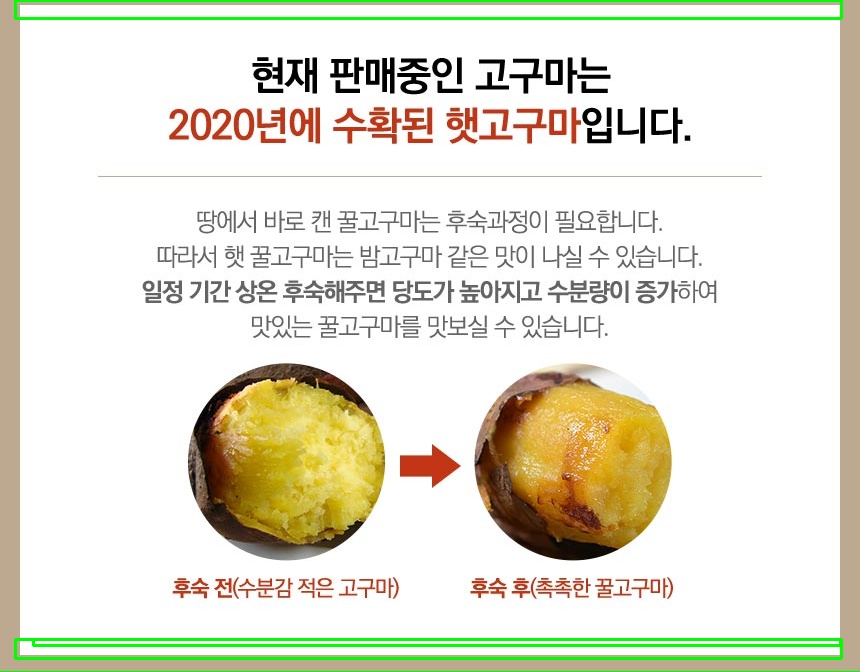 현재 판매중인 고구마는
2020년에 수확된 햇고구마입니다.
땅에서 바로 캔 꿀고구마는 후숙과정이 필요합니다.
따라서 햇 꿀고구마는 밤고구마 같은 맛이 나실 수 있습니다.
일정 기간 상온 후숙해주면 당도가 높아지고 수분량이 증가하여
맛있는 꿀고구마를 맛보실 수 있습니다.
후숙 전(수분감 적은 고구마)
후숙 후(촉촉한 꿀고구마)